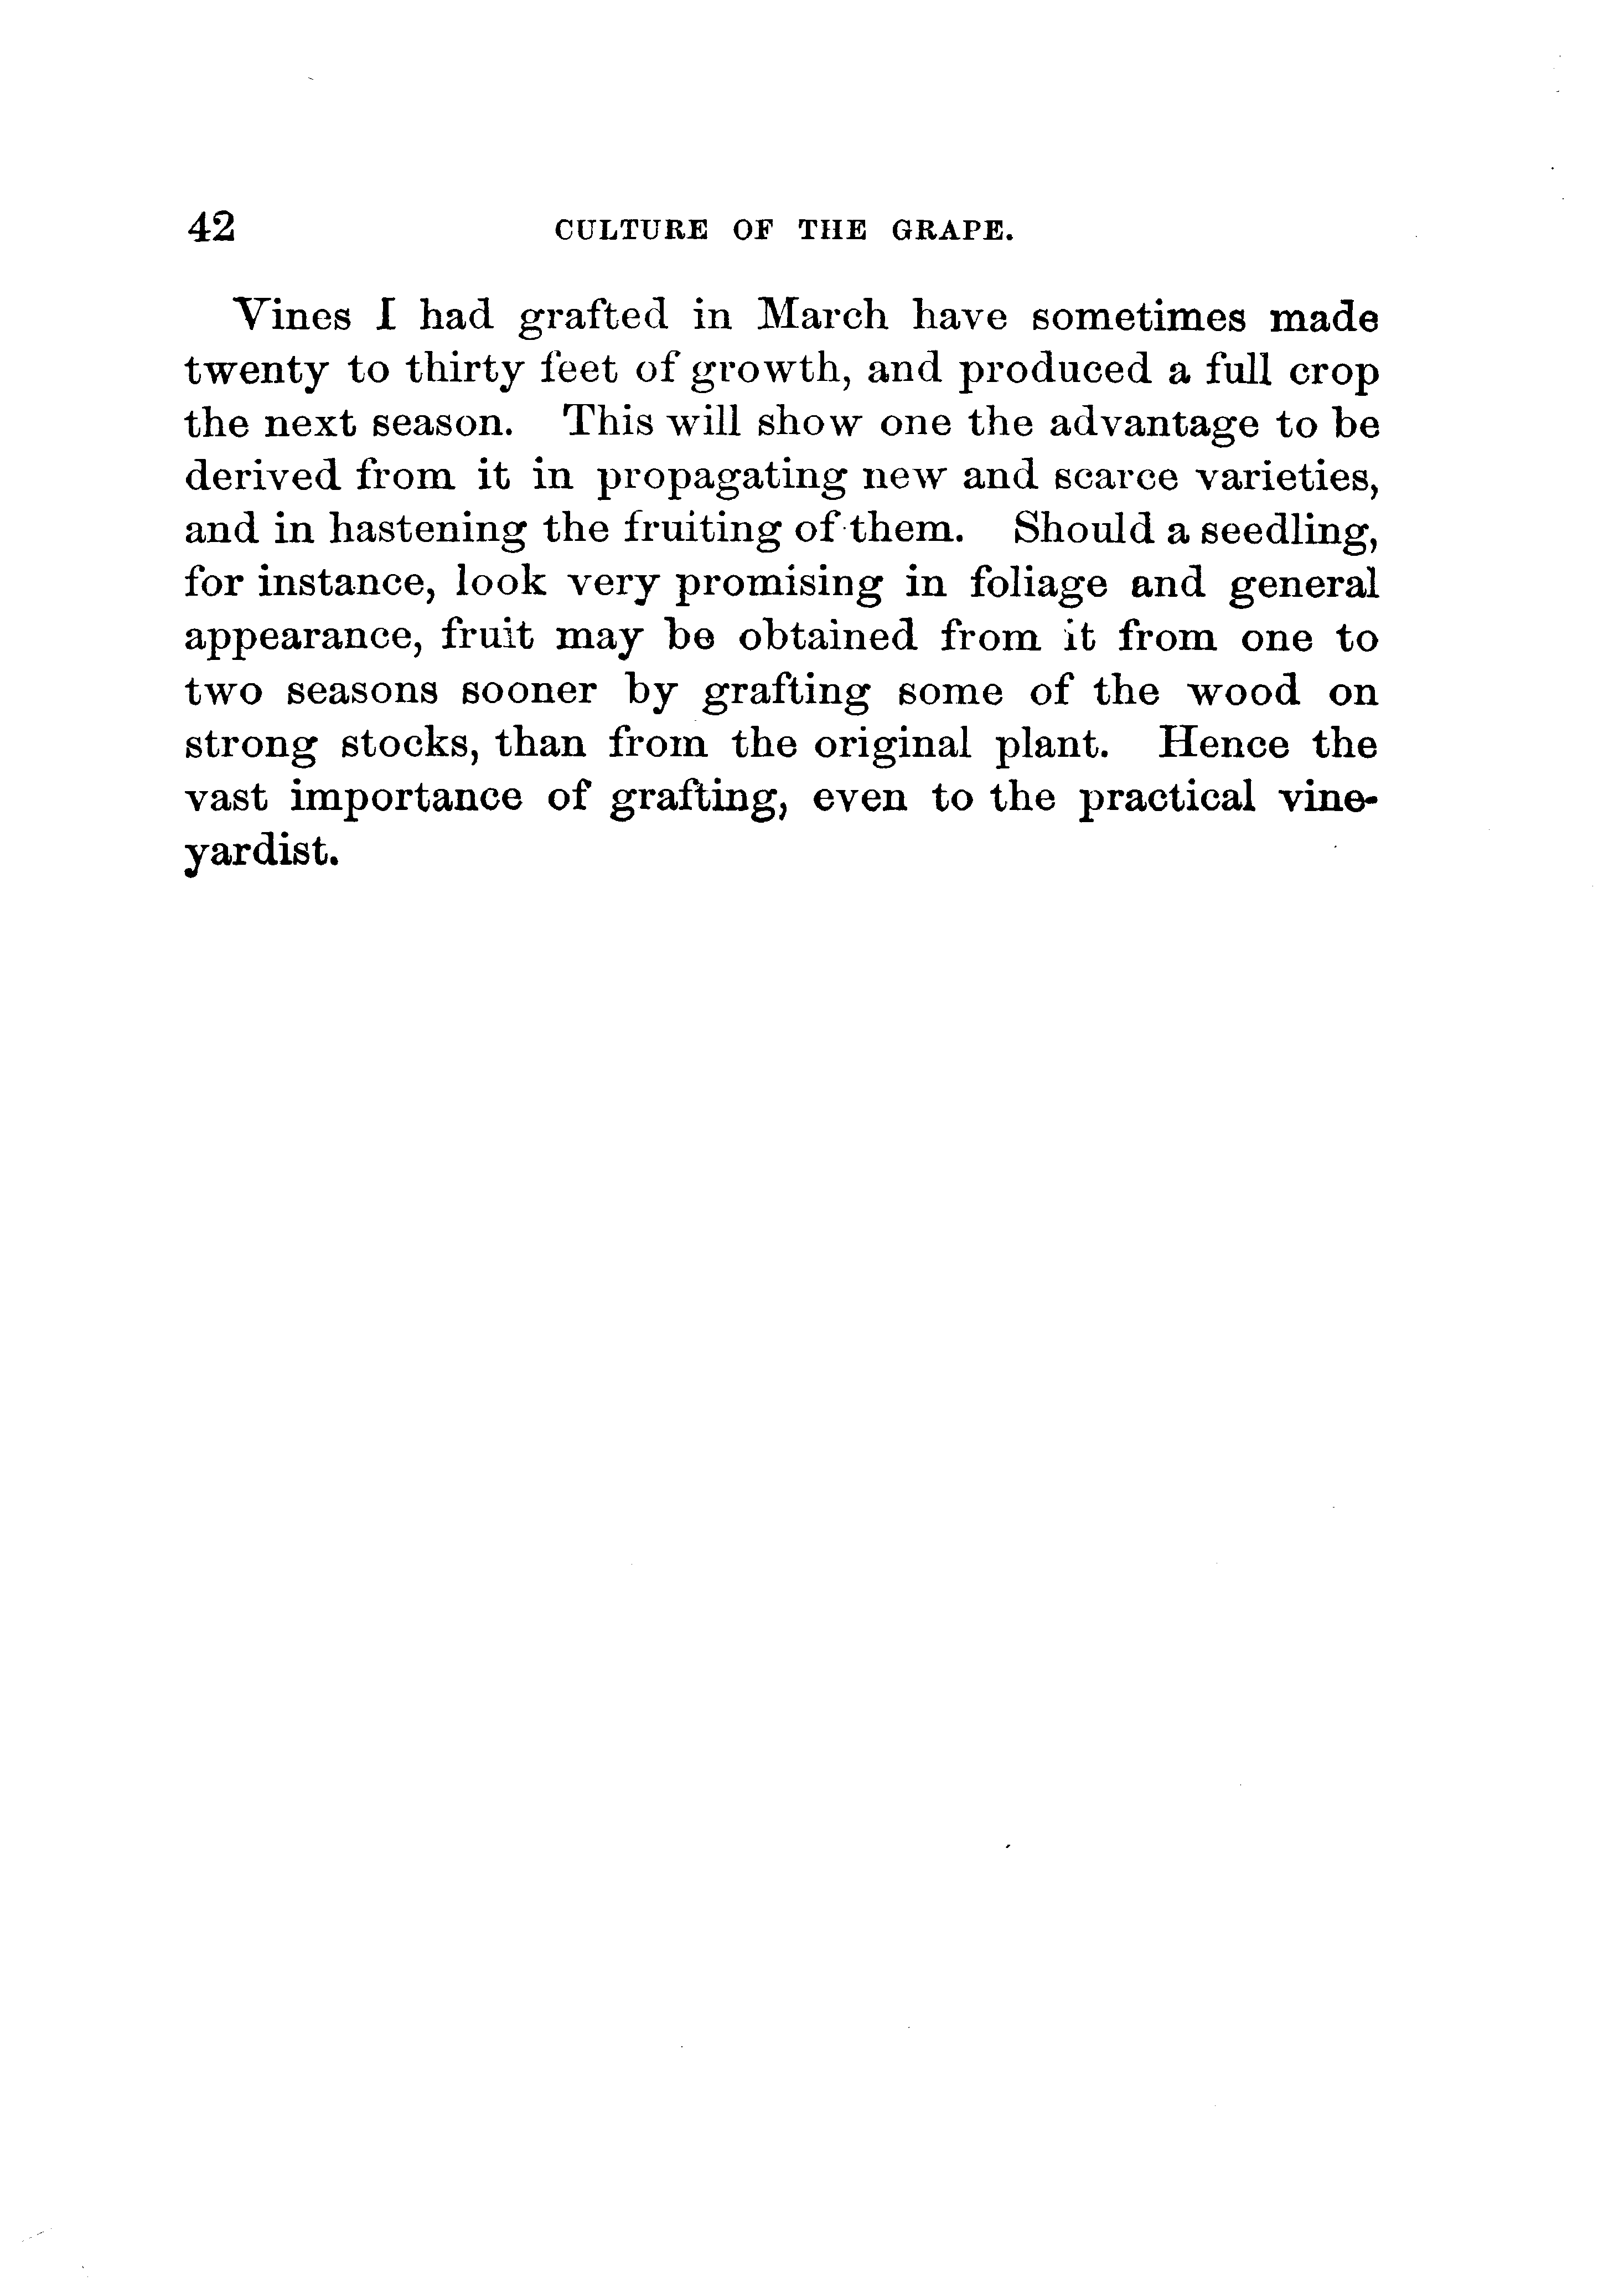 42 CULTURE OF THE GRAPE.
Vines I had grafted in March have sometimes made
twenty to thirty feet of growth, and produced a full crop
the next season. This will show one the advantage to be
derived from it in propagating new and scarce varieties,
and in hastening the fruiting of them. Should a seedling,
for instance, look very promising in foliage and general
appearance, fruit may be obtained from it from one to
two seasons sooner by grafting some of the wood on
strong stocks, than from the original plant. Hence the
vast importance of grafting, even to the practical vine-
yardist.